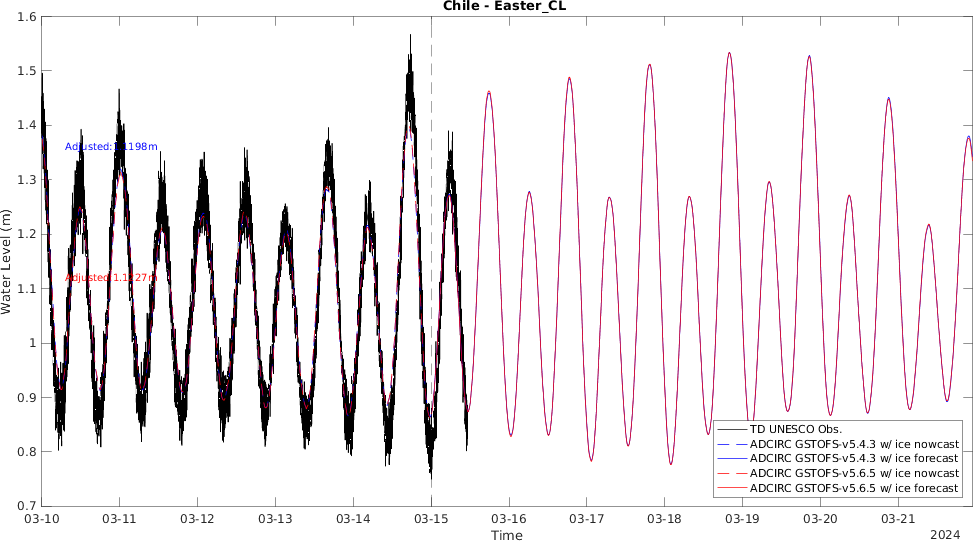 Chile - Easter_CL
Water Level (m)
1.6
1.5
1.4
1.3
1.2
1.1
1
0.9
0.8
0.7
Adjusted:1.1198m
Adjusted:1.1227m
TD UNESCO Obs.
ADCIRC GSTOFS-v5.4.3 w/ ice nowcast
ADCIRC GSTOFS-v5.4.3 w/ ice forecast
ADCIRC GSTOFS-v5.6.5 w/ ice nowcast
ADCIRC GSTOFS-v5.6.5 w/ ice forecast
03-10 03-11 03-12 03-13 03-14 03-15 03-16 03-17 03-18 03-19 03-20 03-21
Time
2024